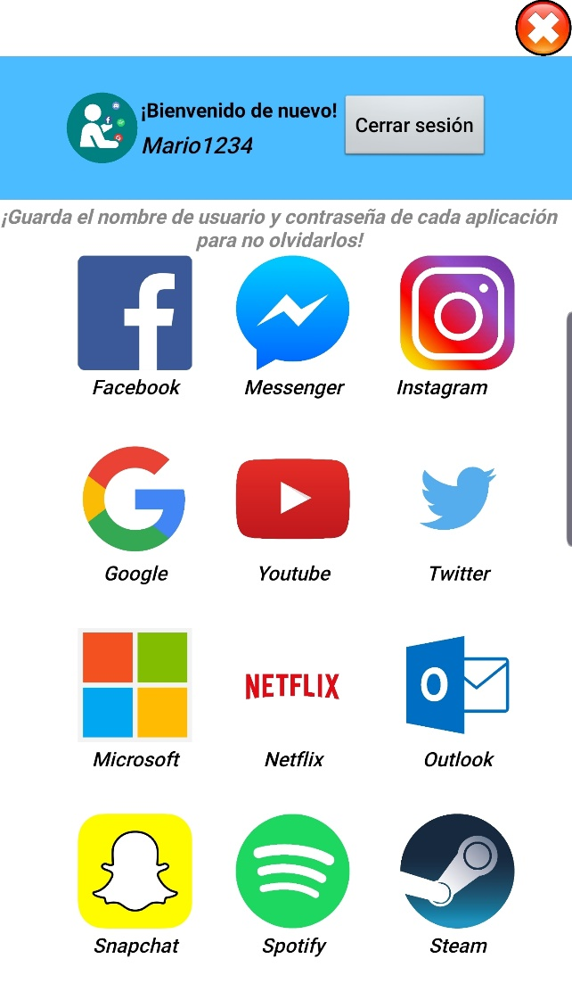 ¡Bienvenido de nuevo!
Mario1234
Cerrar sesión
¡Guarda el nombre de usuario y contraseña de cada aplicación
para no olvidarlos!
Facebook
Messenger
Instagram
Google
Youtube
Twitter
Microsoft
NETFLIX
Netflix
Outlook
Snapchat
Spotify
Steam